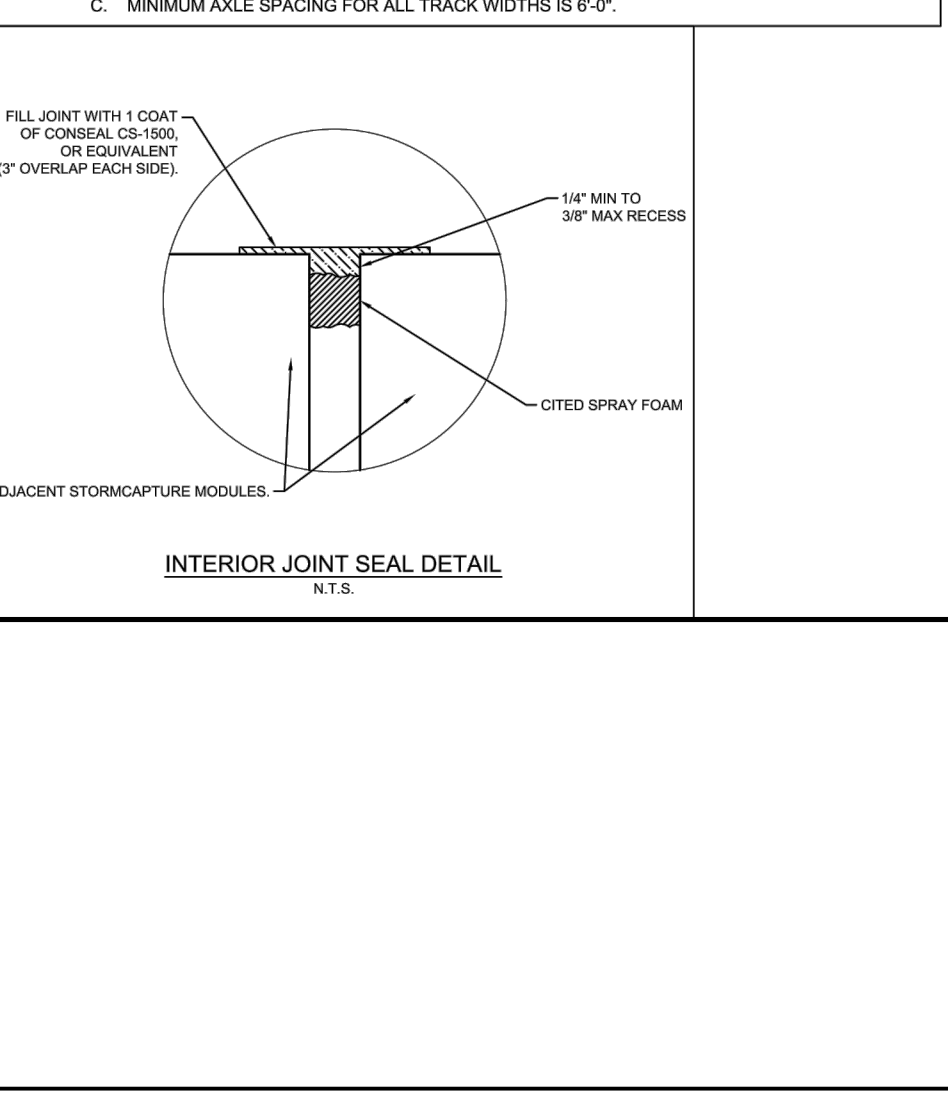 C. MINIMUM AXLE SPACING FOR ALL TRACK WIDTHS IS 6'-0".
FILL JOINT WITH 1 COAT
OF CONSEAL CS-1500,
OR EQUIVALENT
(3" OVERLAP EACH SIDE).
1/4" MIN TO
3/8" MAX RECESS
CITED SPRAY FOAM
DJACENT STORMCAPTURE MODULES.
INTERIOR JOINT SEAL DETAIL
N.T.S.